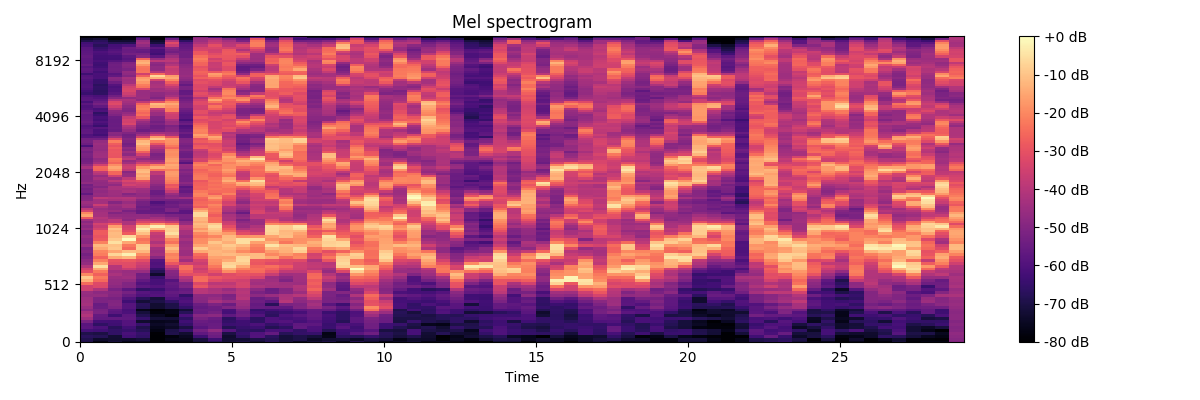 Mel spectrogram
8192
4096
2048
1024
512
0
Hz
0 5 10 15 20 25
Time
+0 dB
-10 dB
-20 dB
-30 dB
-40 dB
-50 dB
-60 dB
-70 dB
-80 dB